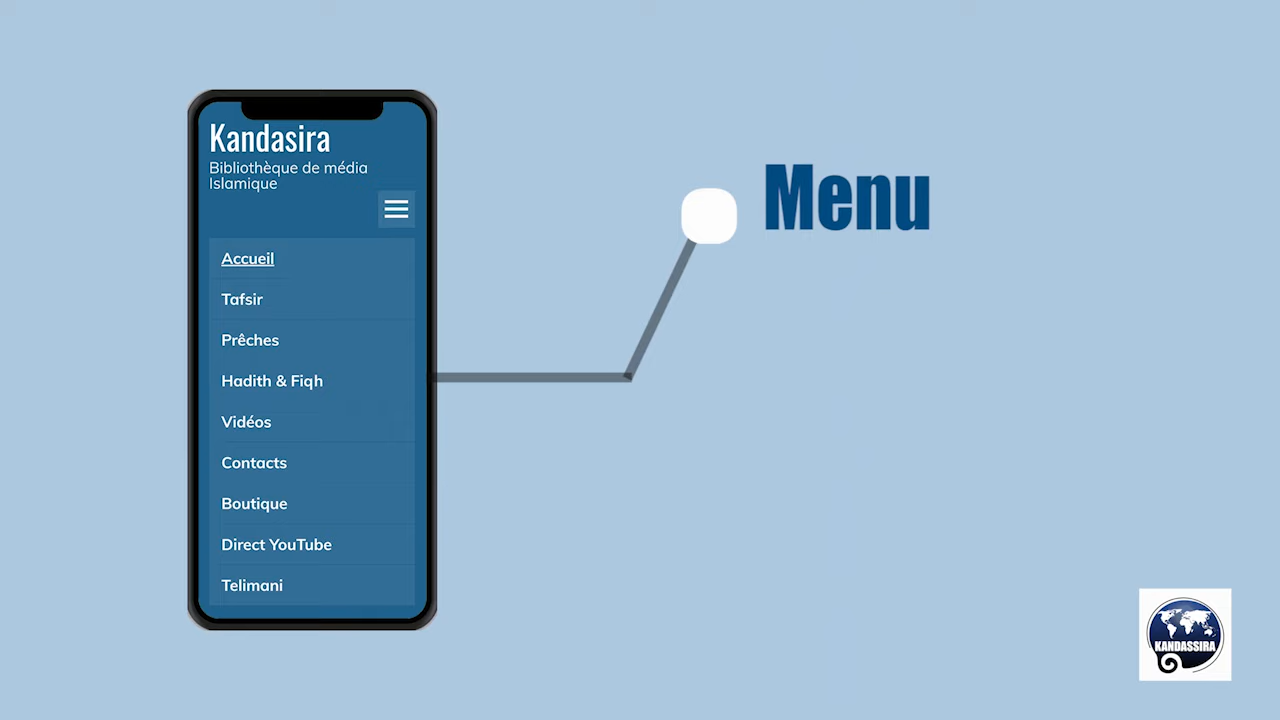 Kandasira
Bibliothèque de média
Islamique
Menu
Accueil
Tafsir
Prêches
Hadith & Fiqh
Vidéos
Contacts
Boutique
Direct YouTube
Telimani
KANDASSIRA